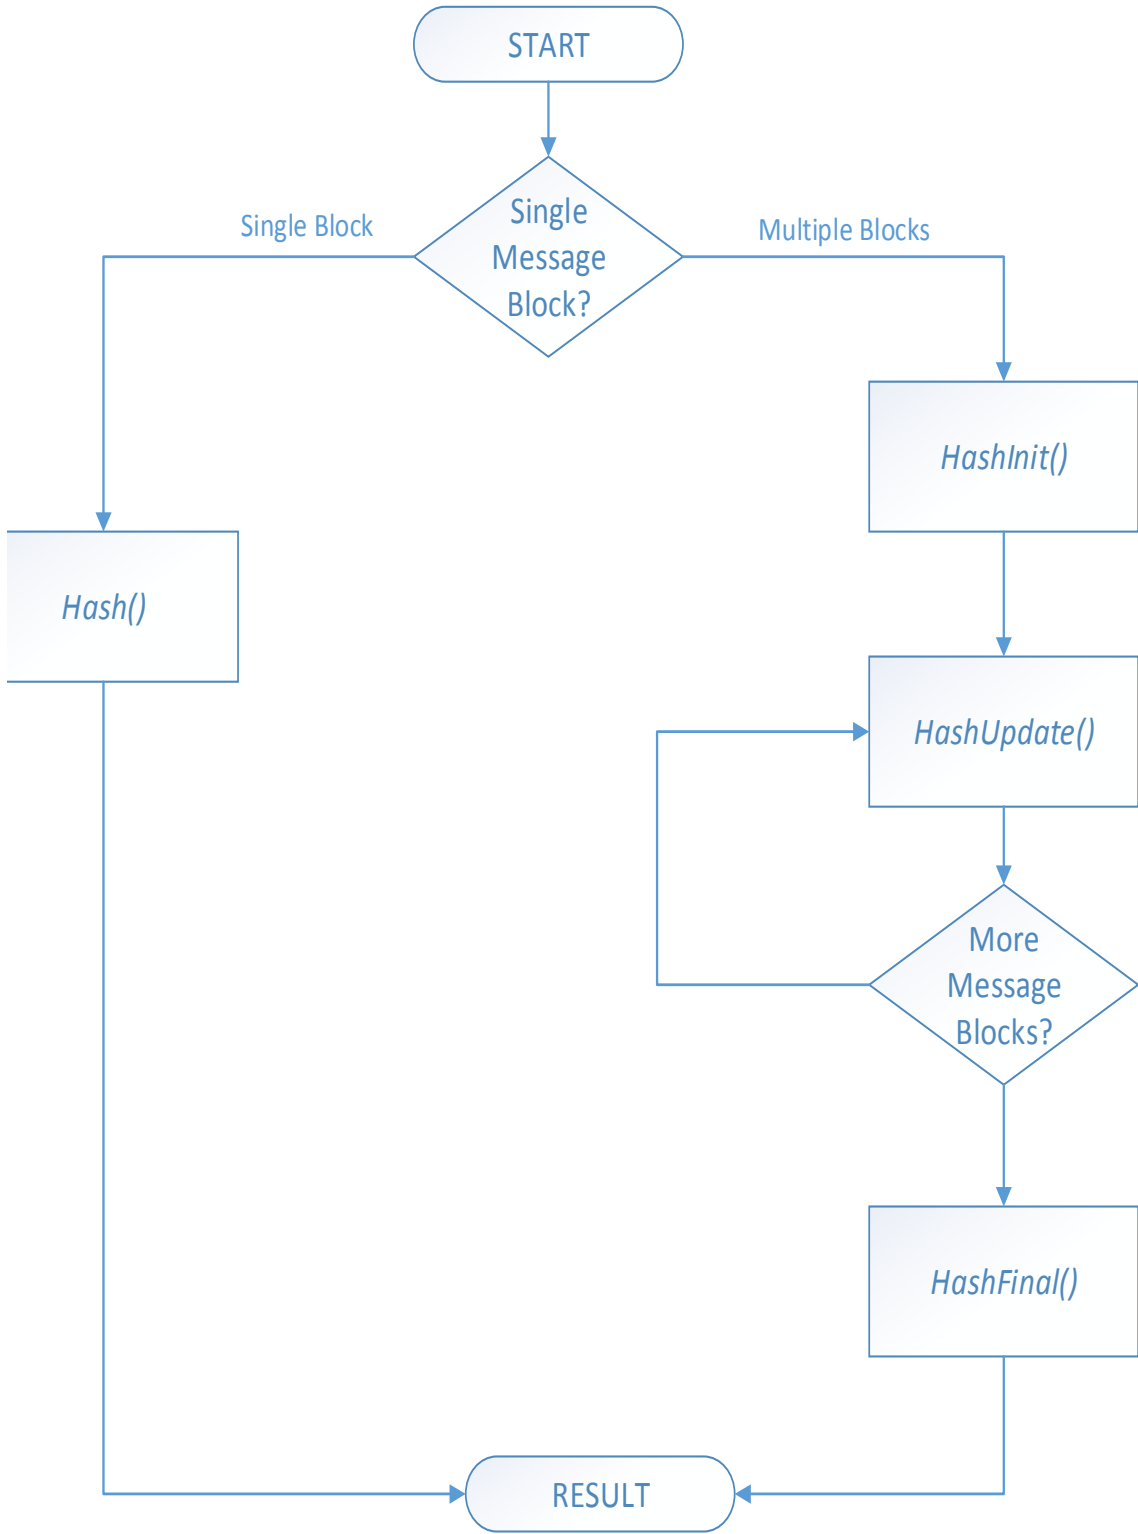 START
Single
Message
Block?
Single Block
Multiple Blocks
HashInit()
Hash()
HashUpdate()
More
Message
Blocks?
HashFinal()
RESULT